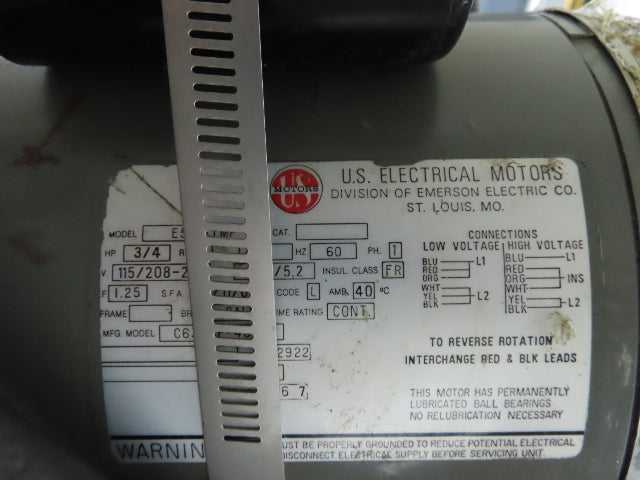 US
MOTORS
U.S. ELECTRICAL MOTORS
DIVISION OF EMERSON ELECTRIC CO.
ST. LOUIS, MO.
MODEL CAT.
HP 3/4 HZ 60 PH. 1
V. 115/208-2 /5.2 INSUL. CLASS FR
1.25 S.F.A. CODE L AMB. 40 °C
FRAME TIME RATING CONT.
MFG. MODEL
2922
6 7
CONNECTIONS
LOW VOLTAGE HIGH VOLTAGE
BLU L1 BLU L1
RED RED
ORG ORG INS
WHT WHT
YEL L2 YEL L2
BLK BLK
TO REVERSE ROTATION
INTERCHANGE RED & BLK LEADS
THIS MOTOR HAS PERMANENTLY
LUBRICATED BALL BEARINGS
NO RELUBRICATION NECESSARY
WARNIN
UST BE PROPERLY GROUNDED TO REDUCE POTENTIAL ELECTRICAL
DISCONNECT ELECTRICAL SUPPLY BEFORE SERVICING UNIT.